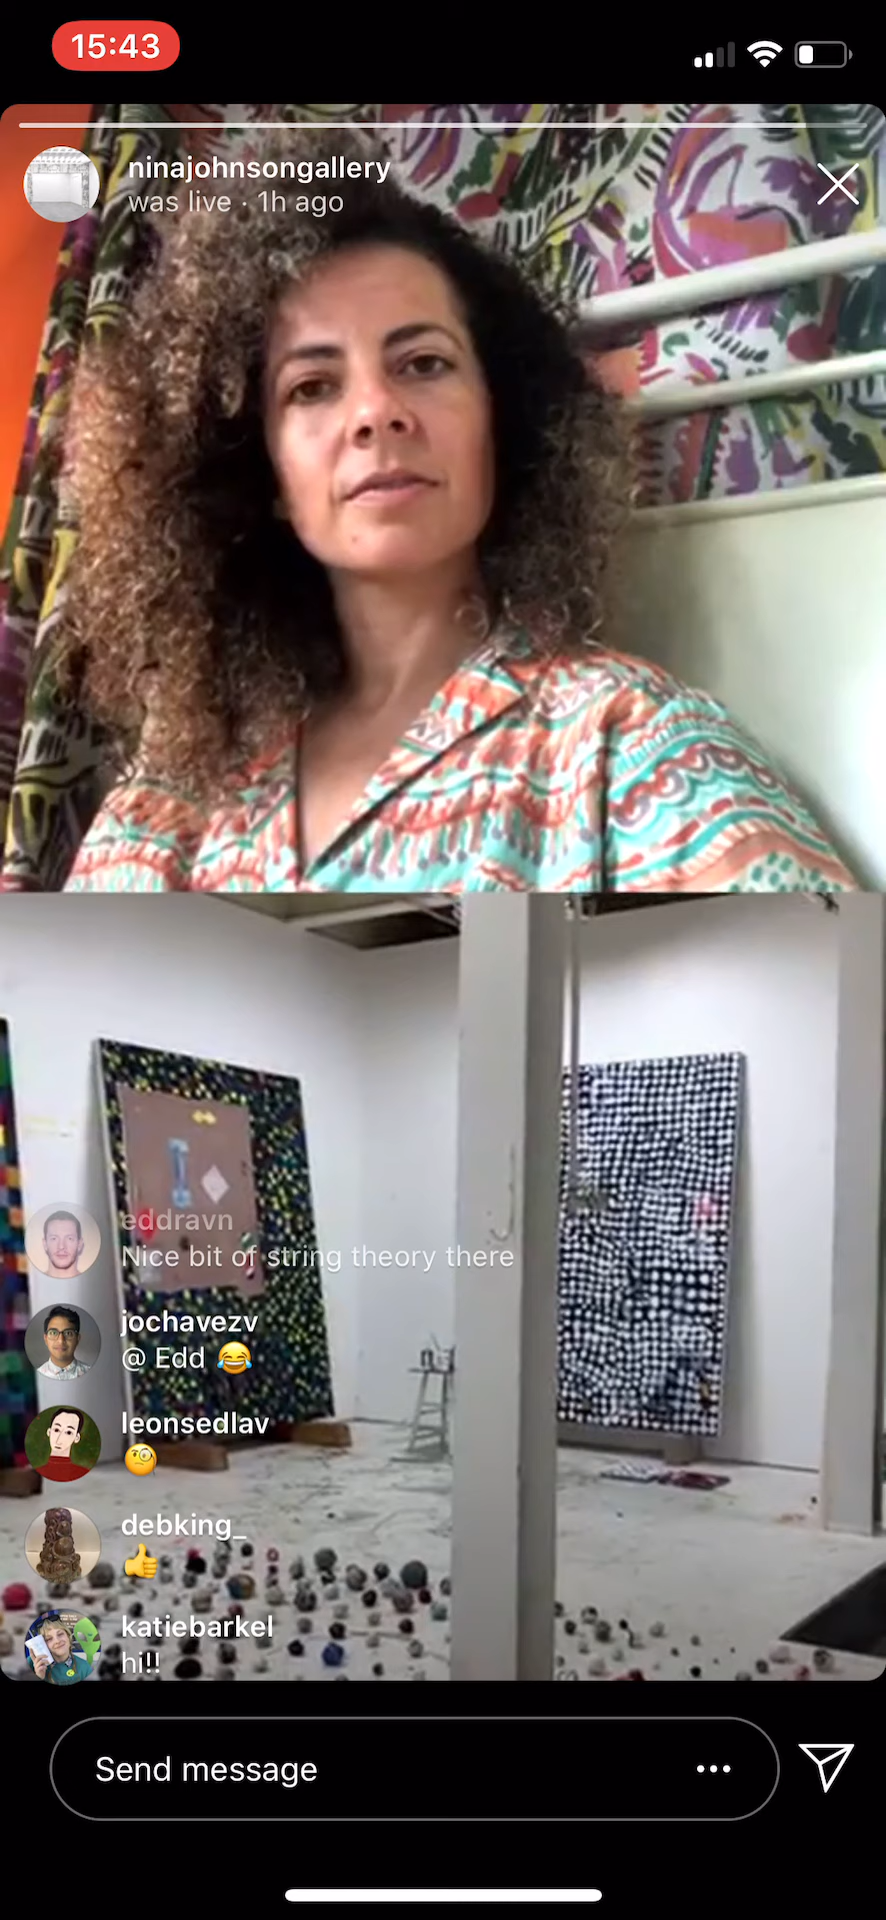 15:43
ninajohnsongallery
was live · 1h ago
eddravn
Nice bit of string theory there
jochavezv
@ Edd 😂
leonsedlav
🧐
debking_
👍
katiebarkel
hi!!
Send message